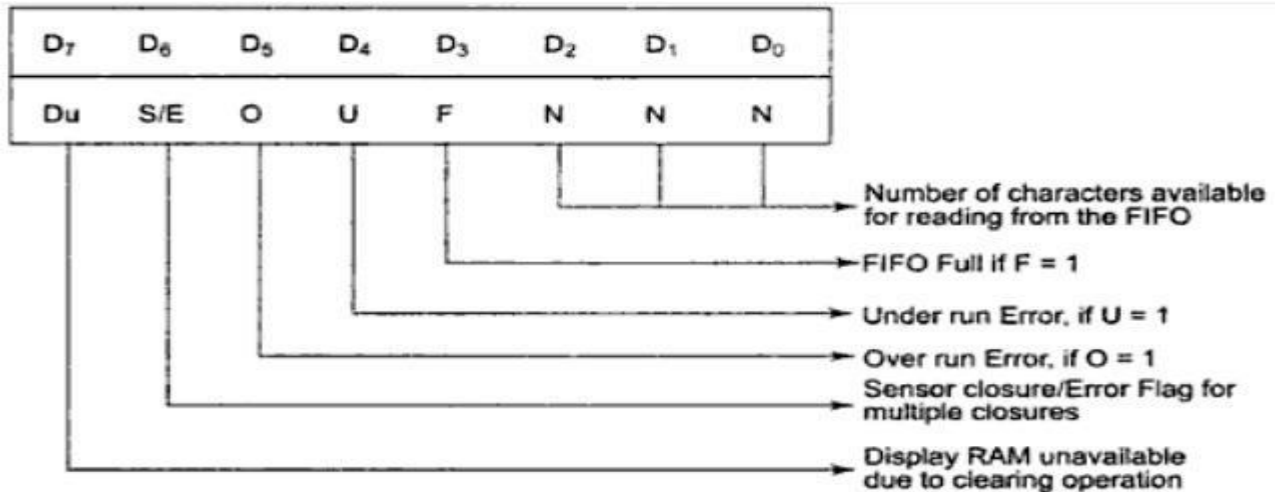 D₇ D₆ D₅ D₄ D₃ D₂ D₁ D₀
Du S/E O U F N N N
Number of characters available
for reading from the FIFO
FIFO Full if F = 1
Under run Error, if U = 1
Over run Error, if O = 1
Sensor closure/Error Flag for
multiple closures
Display RAM unavailable
due to clearing operation